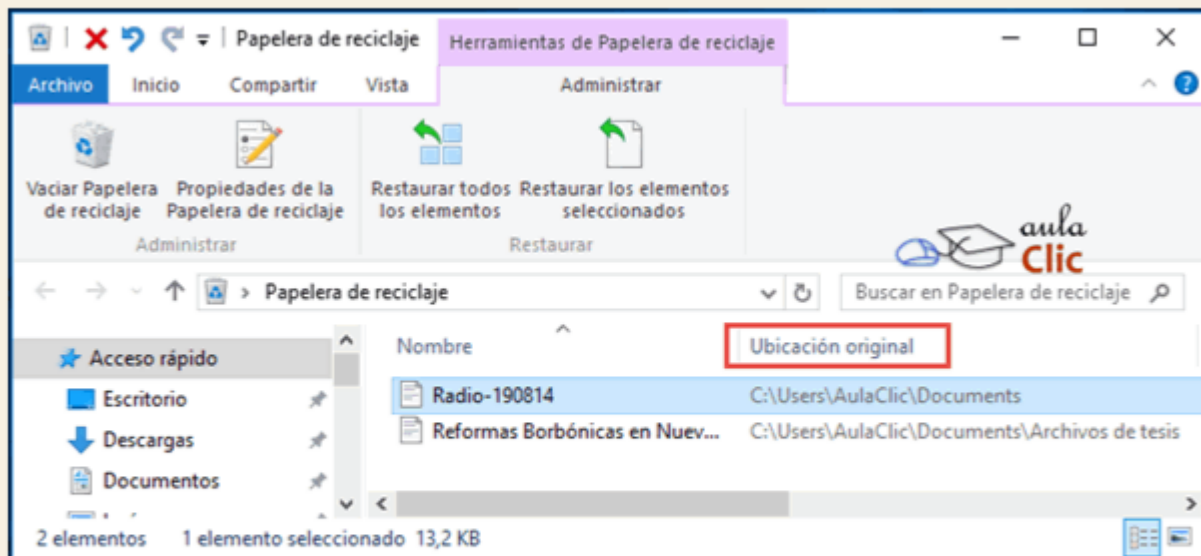 Papelera de reciclaje
Herramientas de Papelera de reciclaje
Archivo Inicio Compartir Vista Administrar
Vaciar Papelera de reciclaje
Propiedades de la Papelera de reciclaje
Restaurar todos los elementos
Restaurar los elementos seleccionados
Administrar Restaurar
aula
Clic
Papelera de reciclaje
Buscar en Papelera de reciclaje
Acceso rápido
Escritorio
Descargas
Documentos
Nombre Ubicación original
Radio-190814 C:\Users\AulaClic\Documents
Reformas Borbónicas en Nuev... C:\Users\AulaClic\Documents\Archivos de tesis
2 elementos 1 elemento seleccionado 13,2 KB